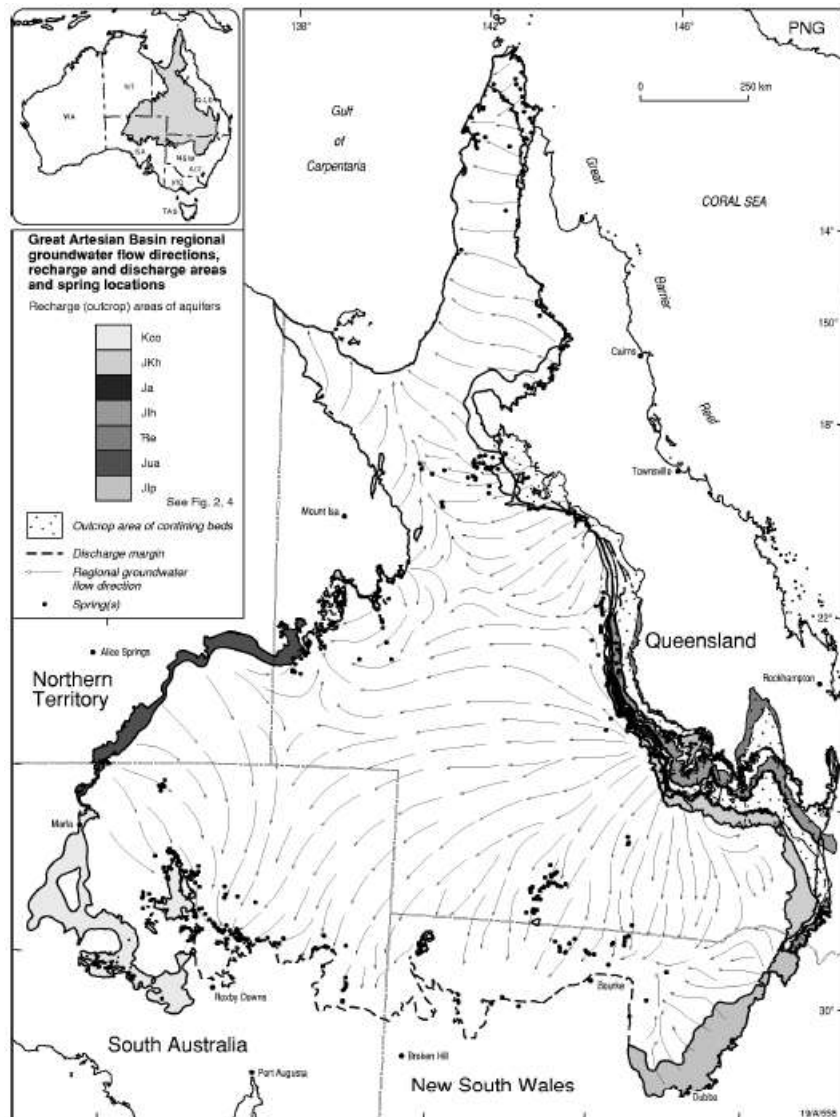 138°
142°
146°
PNG
0
250 km
NT
WA
QLD
SA
NSW
ACT
VIC
TAS
Gulf
of
Carpentaria
Great
Barrier
Reef
CORAL SEA
Great Artesian Basin regional
groundwater flow directions,
recharge and discharge areas
and spring locations
Recharge (outcrop) areas of aquifers
JKh
Ja
Jlh
Jua
Jlp
See Fig. 2, 4
Outcrop area of confining beds
Discharge margin
Regional groundwater
flow direction
Spring(s)
14°
150°
Cairns
18°
Townsville
Mount Isa
22°
Queensland
Alice Springs
Rockhampton
Northern
Territory
Marla
Roxby Downs
Bourke
30°
South Australia
Broken Hill
Port Augusta
New South Wales
Dubbo